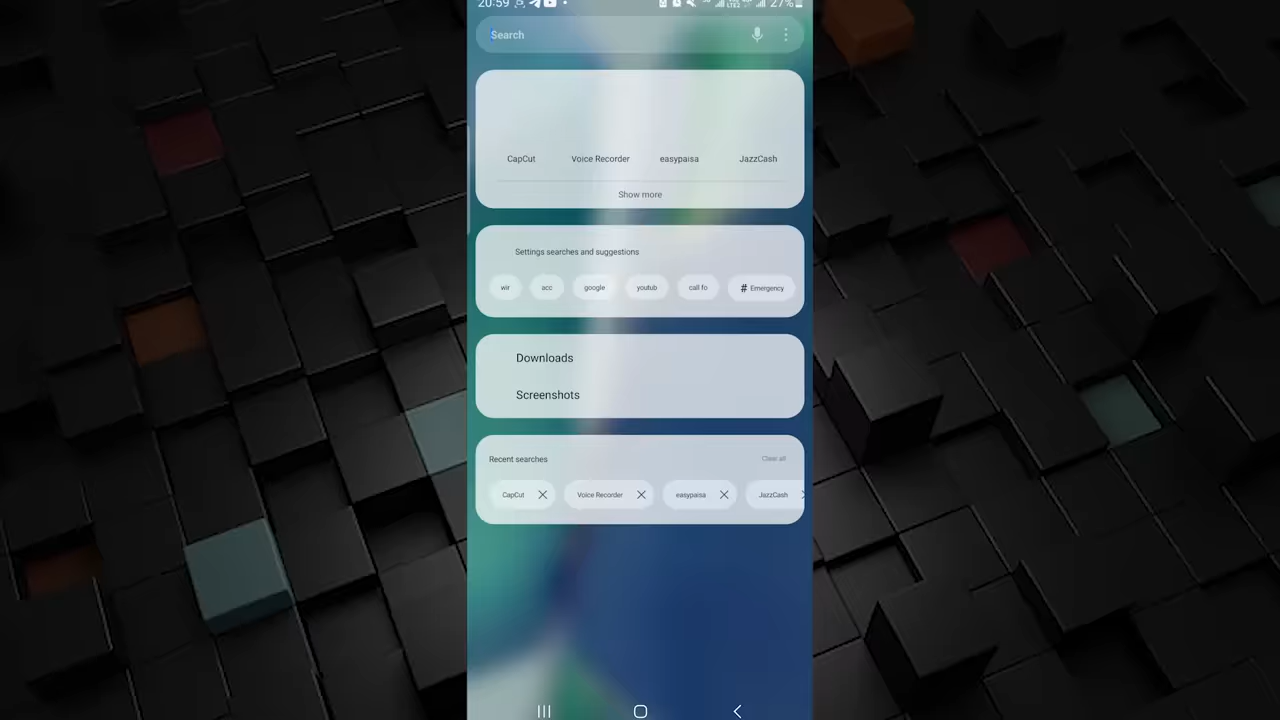 20:59 27%
Search
CapCut Voice Recorder easypaisa JazzCash
Show more
Settings searches and suggestions
wir acc google youtub call fo # Emergency
Downloads
Screenshots
Recent searches Clear all
CapCut Voice Recorder easypaisa JazzCash